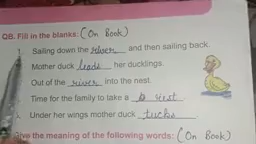 QB. Fill in the blanks: (On Book)
1. Sailing down the river and then sailing back.
Mother duck leads her ducklings.
Out of the river into the nest.
Time for the family to take a rest.
Under her wings mother duck tucks
Give the meaning of the following words: (On Book)